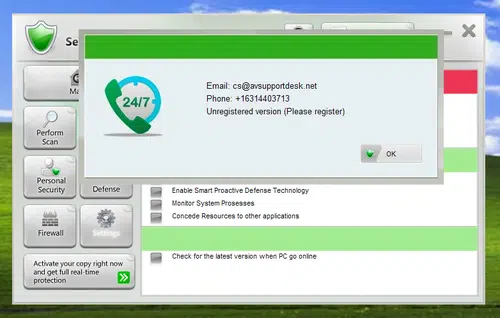 Se
24/7
Email: cs@avsupportdesk.net
Phone: +16314403713
Unregistered version (Please register)
OK
Ma
Perform
Scan
Personal
Security
Defense
Firewall
Settings
Enable Smart Proactive Defense Technology
Monitor System Prosesses
Concede Resources to other applications
Check for the latest version when PC go online
Activate your copy right now
and get full real-time
protection